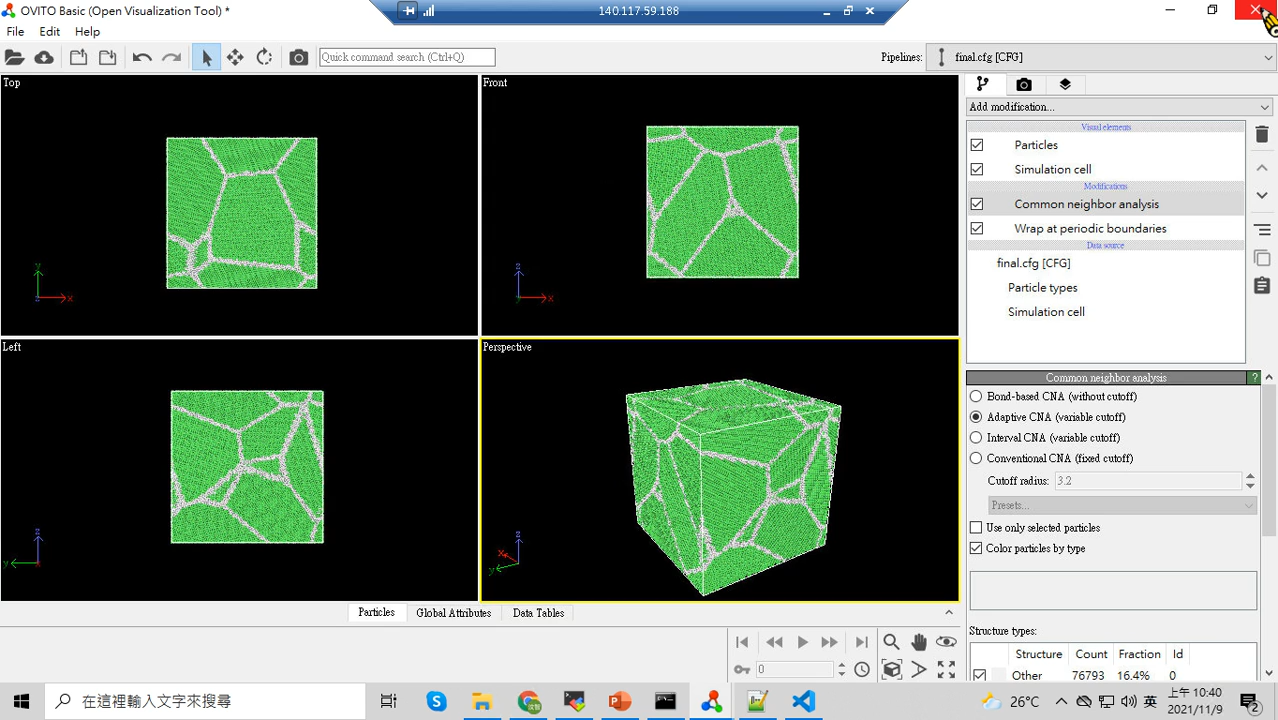 OVITO Basic (Open Visualization Tool) *
140.117.59.188
File Edit Help
Quick command search (Ctrl+Q)
Pipelines:
final.cfg [CFG]
Top
Front
Add modification...
Visual elements
Particles
Simulation cell
Modifications
Common neighbor analysis
Wrap at periodic boundaries
Data source
final.cfg [CFG]
Particle types
Simulation cell
y
x
z
x
y
Left
Perspective
Common neighbor analysis
?
Bond-based CNA (without cutoff)
Adaptive CNA (variable cutoff)
Interval CNA (variable cutoff)
Conventional CNA (fixed cutoff)
Cutoff radius: 3.2
Presets...
Use only selected particles
Color particles by type
z
y
x
z
x
y
Particles Global Attributes Data Tables
Structure types:
Structure Count Fraction Id
Other 76793 16.4% 0
0
在這裡輸入文字來搜尋
26°C
英
上午 10:40
2021/11/9
2